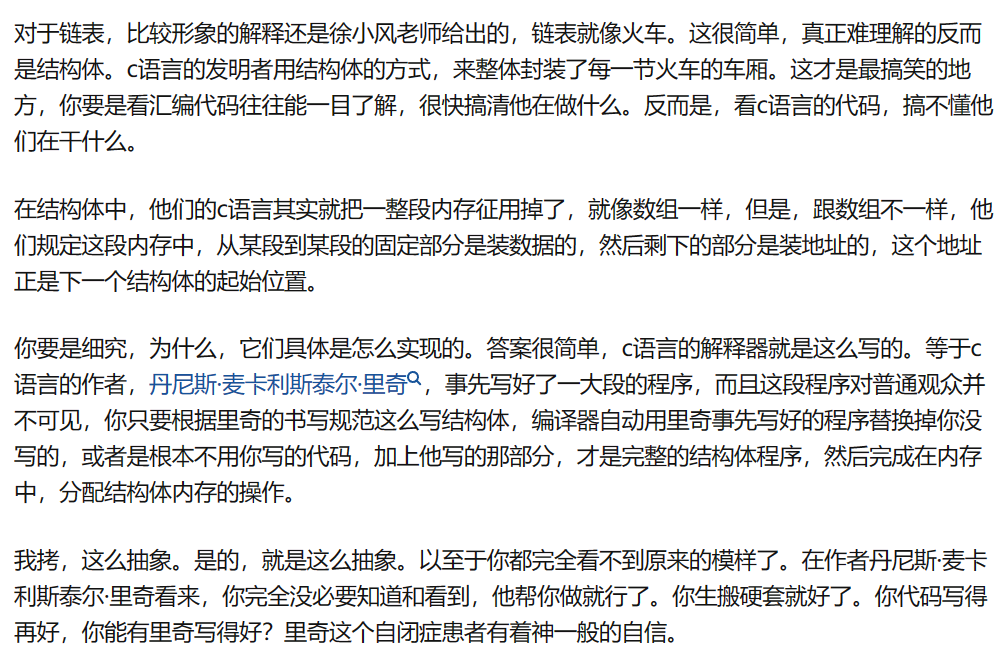 对于链表，比较形象的解释还是徐小风老师给出的，链表就像火车。这很简单，真正难理解的反而
是结构体。c语言的发明者用结构体的方式，来整体封装了每一节火车的车厢。这才是最搞笑的地
方，你要是看汇编代码往往能一目了解，很快搞清他在做什么。反而是，看c语言的代码，搞不懂他
们在干什么。
在结构体中，他们的c语言其实就把一整段内存征用掉了，就像数组一样，但是，跟数组不一样，他
们规定这段内存中，从某段到某段的固定部分是装数据的，然后剩下的部分是装地址的，这个地址
正是下一个结构体的起始位置。
你要是细究，为什么，它们具体是怎么实现的。答案很简单，c语言的解释器就是这么写的。等于c
语言的作者，丹尼斯·麦卡利斯泰尔·里奇，事先写好了一大段的程序，而且这段程序对普通观众并
不可见，你只要根据里奇的书写规范这么写结构体，编译器自动用里奇事先写好的程序替换掉你没
写的，或者是根本不用你写的代码，加上他写的那部分，才是完整的结构体程序，然后完成在内存
中，分配结构体内存的操作。
我拷，这么抽象。是的，就是这么抽象。以至于你都完全看不到原来的模样了。在作者丹尼斯·麦卡
利斯泰尔·里奇看来，你完全没必要知道和看到，他帮你做就行了。你生搬硬套就好了。你代码写得
再好，你能有里奇写得好？里奇这个自闭症患者有着神一般的自信。